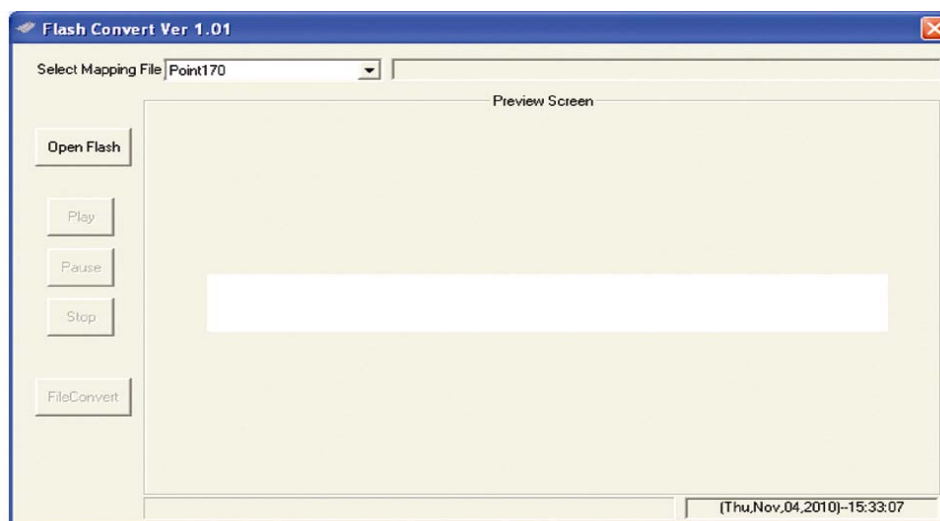 Flash Convert Ver 1.01
Select Mapping File Point170
Preview Screen
Open Flash
Play
Pause
Stop
FileConvert
(Thu,Nov,04,2010)--15:33:07